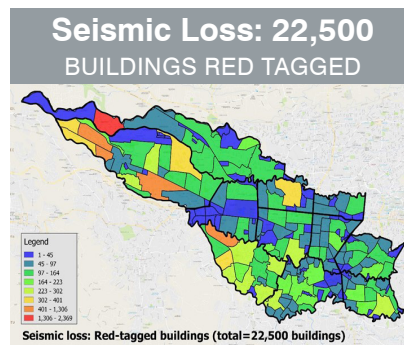 Seismic Loss: 22,500
BUILDINGS RED TAGGED
Legend
1 - 45
45 - 97
97 - 164
164 - 223
223 - 302
302 - 401
401 - 1,306
1,306 - 2,369
Seismic loss: Red-tagged buildings (total=22,500 buildings)